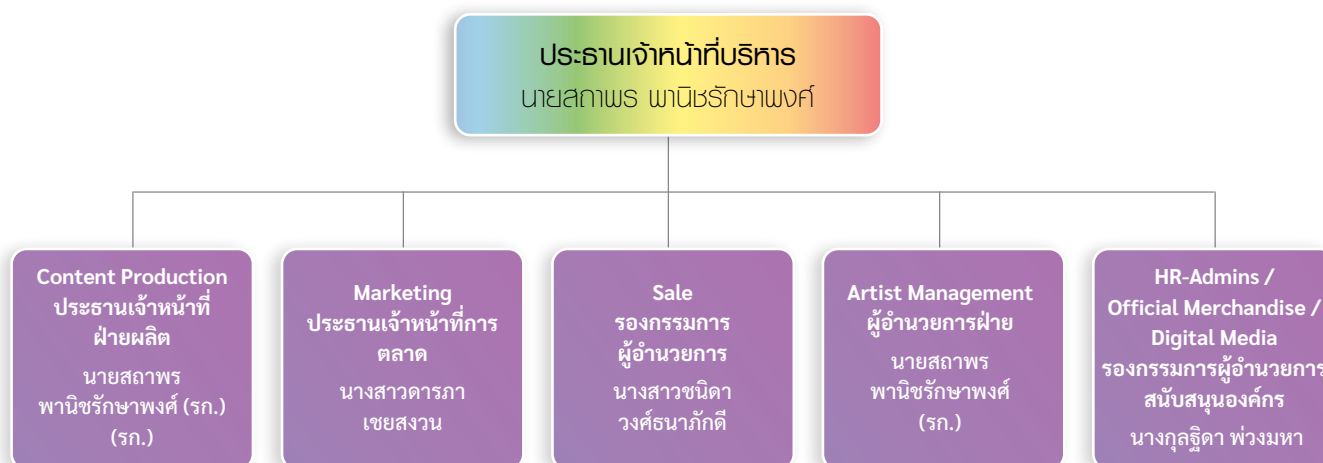 ประธานเจ้าหน้าที่บริหาร
นายสถาพร พานิชรักษาพงศ์
Content Production
ประธานเจ้าหน้าที่
ฝ่ายผลิต
นายสถาพร
พานิชรักษาพงศ์ (รก.)
(รก.)
Marketing
ประธานเจ้าหน้าที่การ
ตลาด
นางสาวดารภา
เชยสงวน
Sale
รองกรรมการ
ผู้อำนวยการ
นางสาวชนิดา
วงศ์ธนาภักดี
Artist Management
ผู้อำนวยการฝ่าย
นายสถาพร
พานิชรักษาพงศ์
(รก.)
HR-Admins /
Official Merchandise /
Digital Media
รองกรรมการผู้อำนวยการ
สนับสนุนองค์กร
นางกุลฐิดา พ่วงมหา